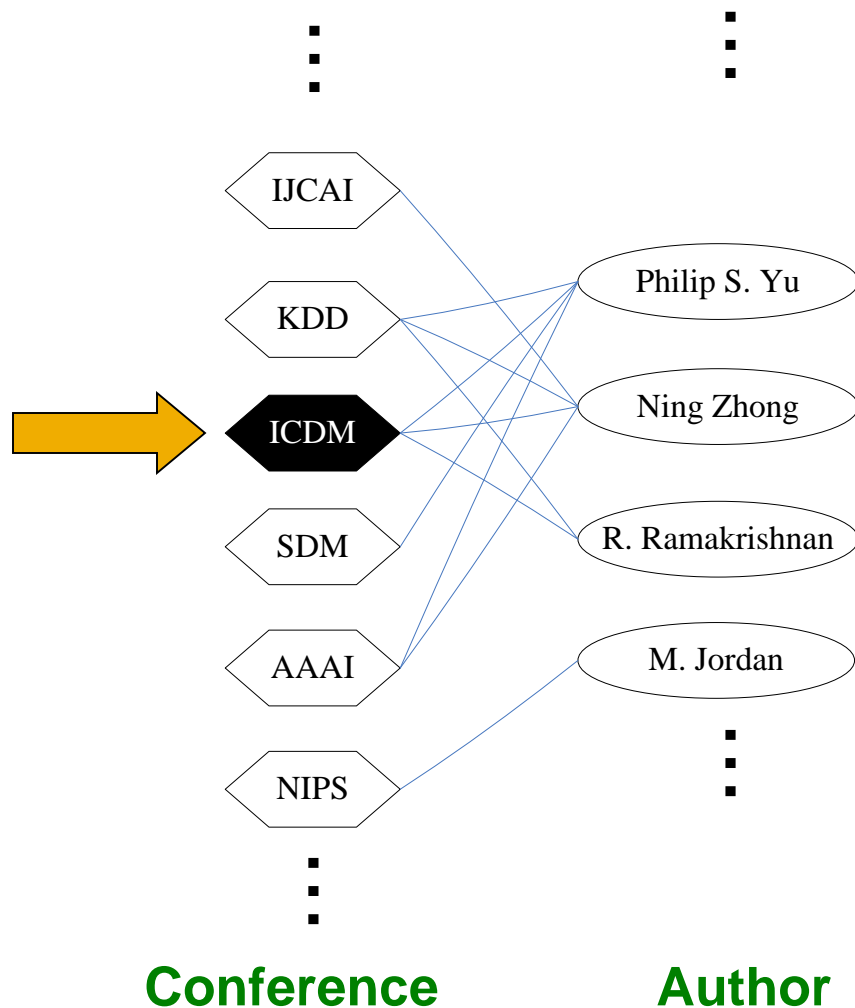 IJCAI
KDD
ICDM
SDM
AAAI
NIPS
Philip S. Yu
Ning Zhong
R. Ramakrishnan
M. Jordan
Conference
Author